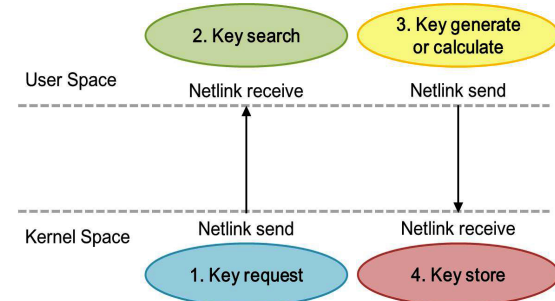 2. Key search
3. Key generate
or calculate
User Space
Netlink receive
Netlink send
Netlink send
Netlink receive
Kernel Space
1. Key request
4. Key store